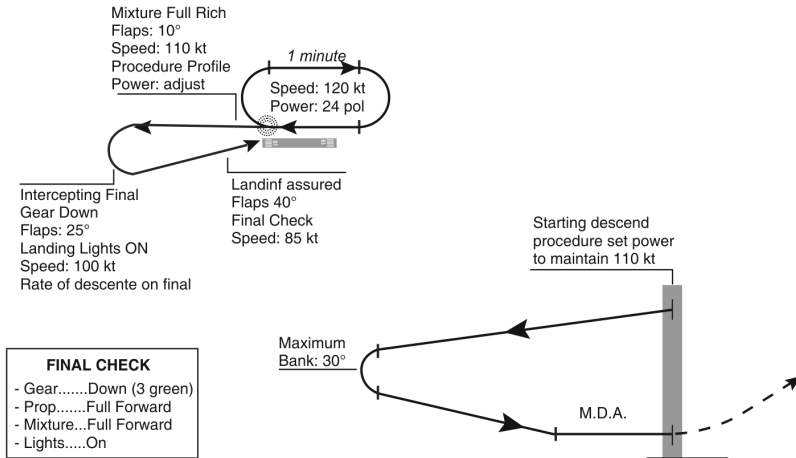 Mixture Full Rich
Flaps: 10°
Speed: 110 kt
Procedure Profile
Power: adjust
1 minute
Speed: 120 kt
Power: 24 pol
Intercepting Final
Gear Down
Flaps: 25°
Landing Lights ON
Speed: 100 kt
Rate of descente on final
Landinf assured
Flaps 40°
Final Check
Speed: 85 kt
Starting descend
procedure set power
to maintain 110 kt
Maximum
Bank: 30°
M.D.A.
FINAL CHECK
- Gear.......Down (3 green)
- Prop.......Full Forward
- Mixture...Full Forward
- Lights.....On